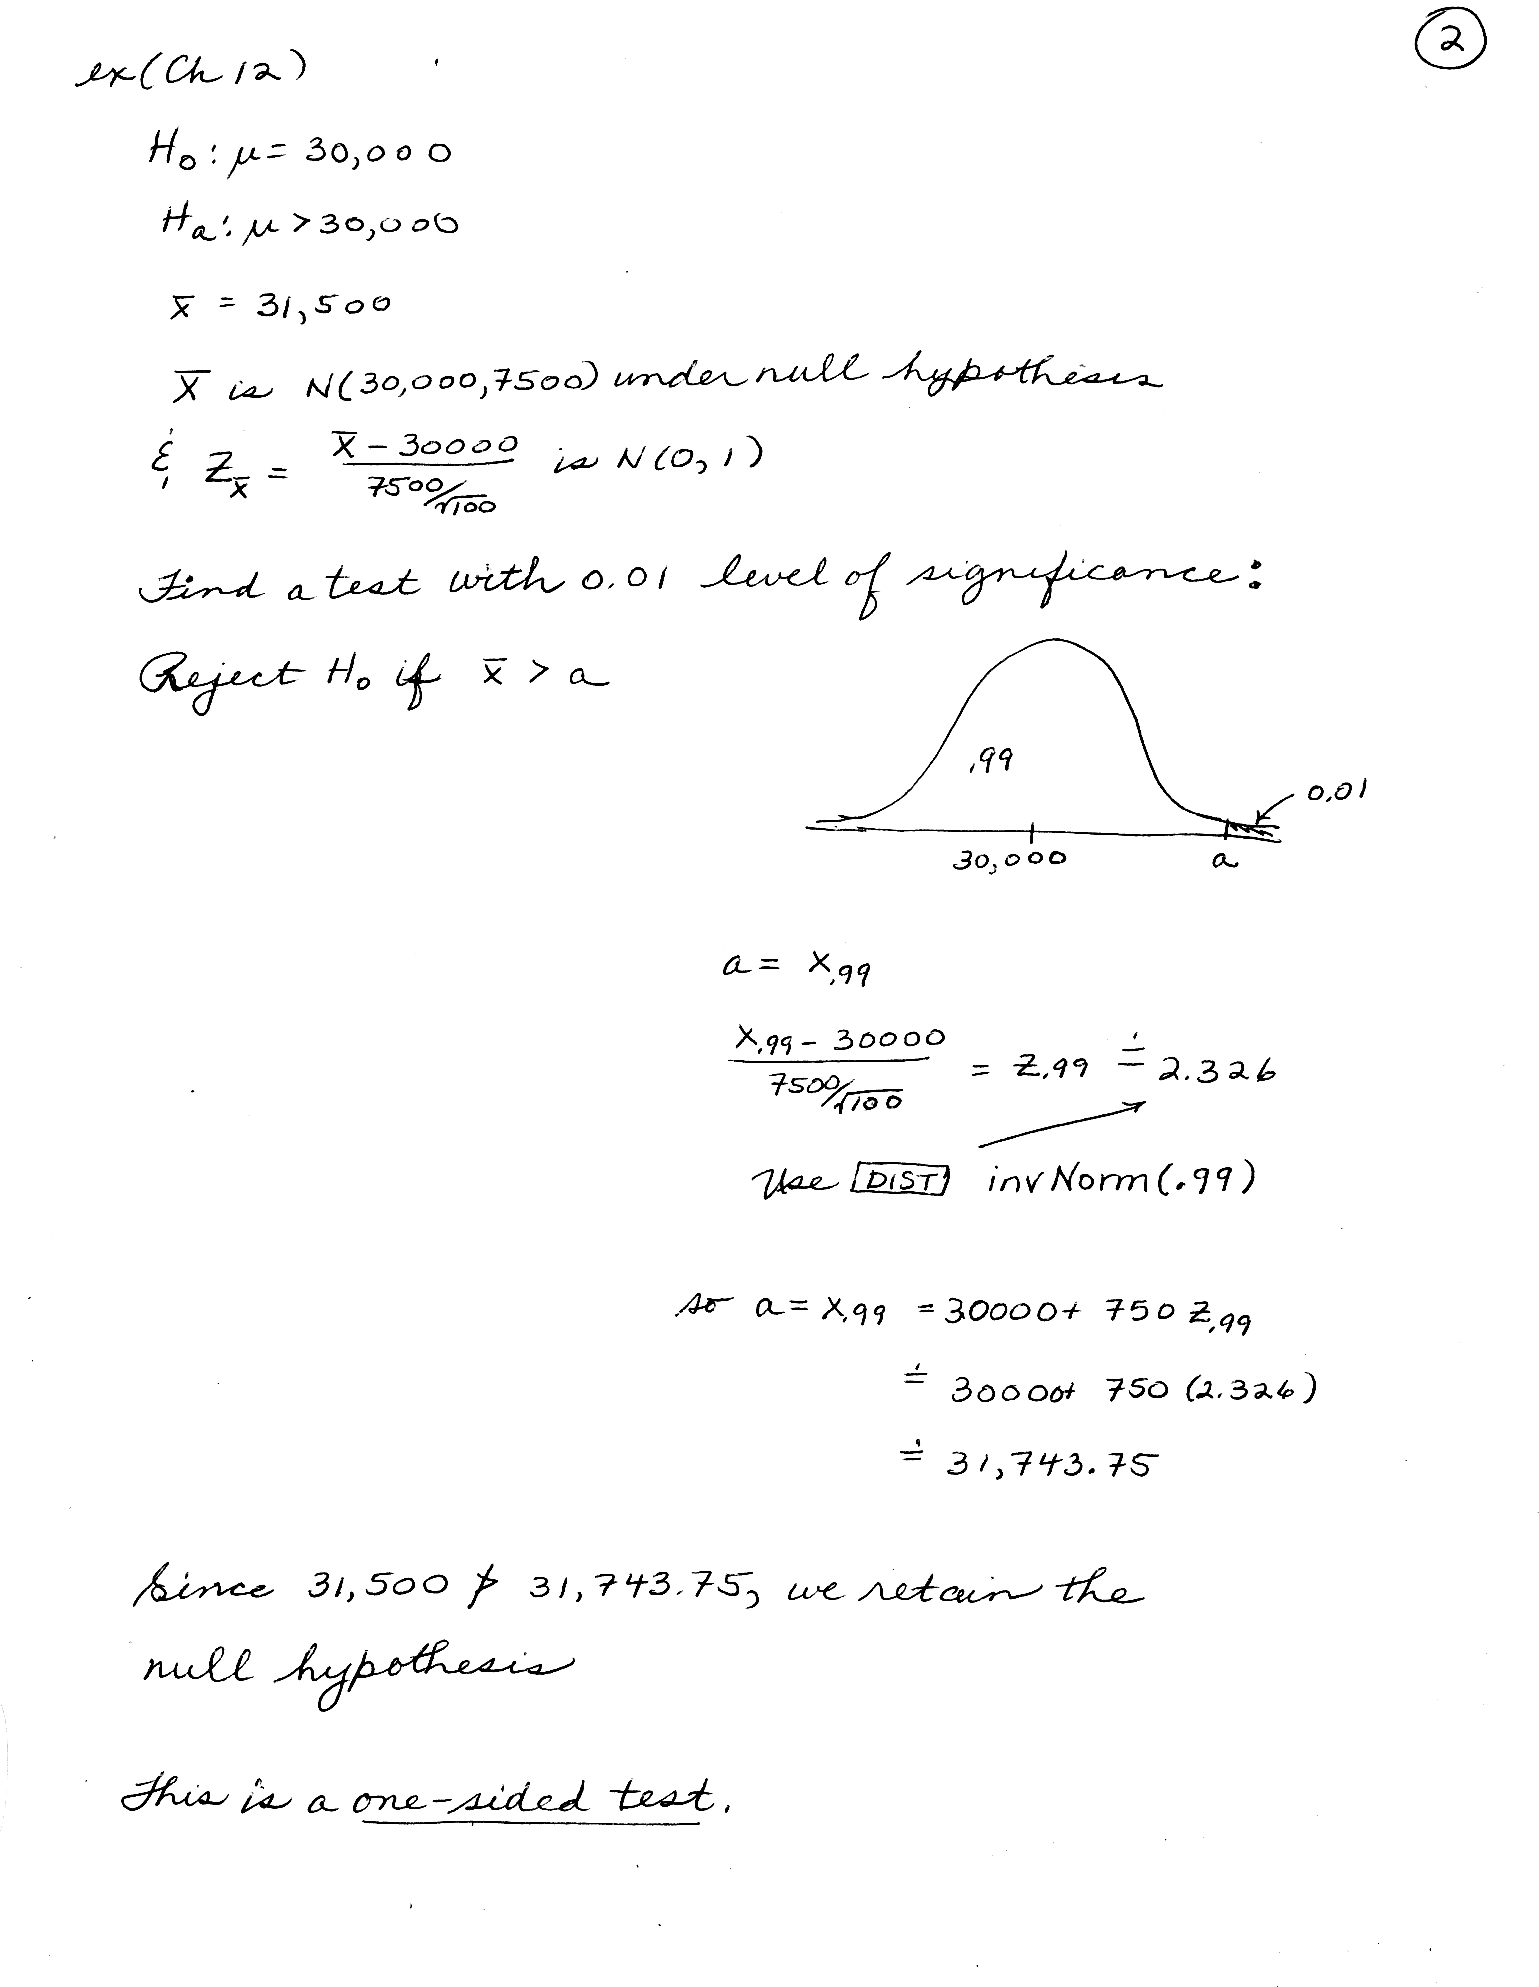 2
ex (Ch 12)
H₀: μ = 30,000
Hₐ: μ > 30,000
x̄ = 31,500
X̄ is N(30,000, 7500) under null hypothesis
& Z_x̄ = (X̄ - 30000) / (7500/√100) is N(0, 1)
Find a test with 0.01 level of significance:
Reject H₀ if x̄ > a
.99
0.01
30,000 a
a = x.99
(x.99 - 30000) / (7500/√100) = z.99 ≐ 2.326
Use DIST invNorm(.99)
so a = x.99 = 30000 + 750 z.99
≐ 30000 + 750 (2.326)
≐ 31,743.75
Since 31,500 ≯ 31,743.75, we retain the
null hypothesis
This is a one-sided test.